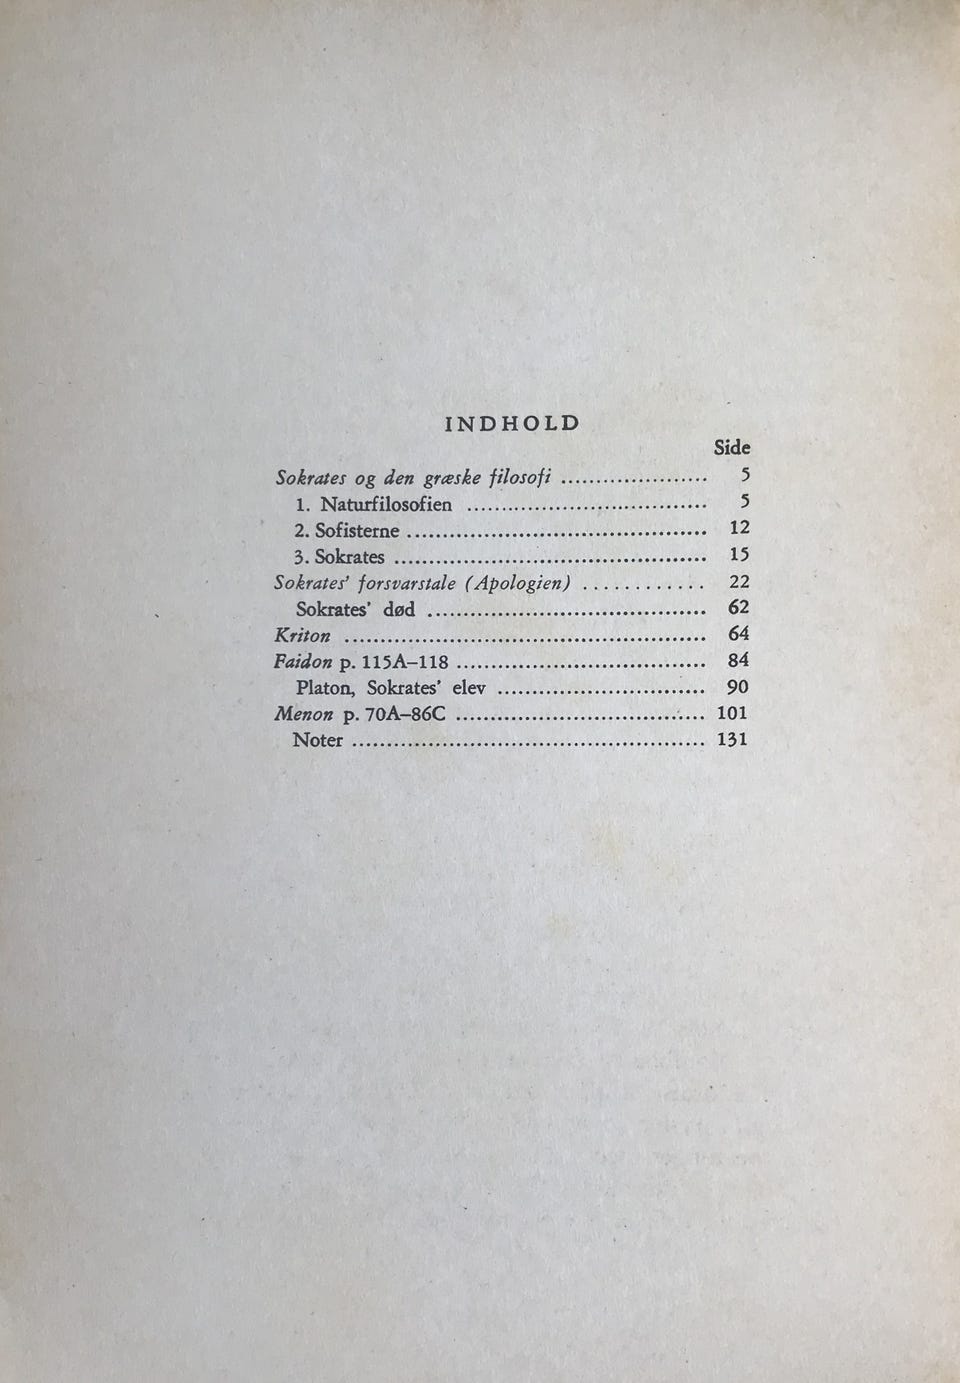 INDHOLD
Side
Sokrates og den græske filosofi ..................... 5
1. Naturfilosofien .................................. 5
2. Sofisterne .......................................... 12
3. Sokrates ............................................ 15
Sokrates' forsvarstale (Apologien) ............ 22
Sokrates' død ....................................... 62
Kriton .................................................. 64
Faidon p. 115A–118 .................................. 84
Platon, Sokrates' elev ............................. 90
Menon p. 70A–86C .................................. 101
Noter ................................................. 131